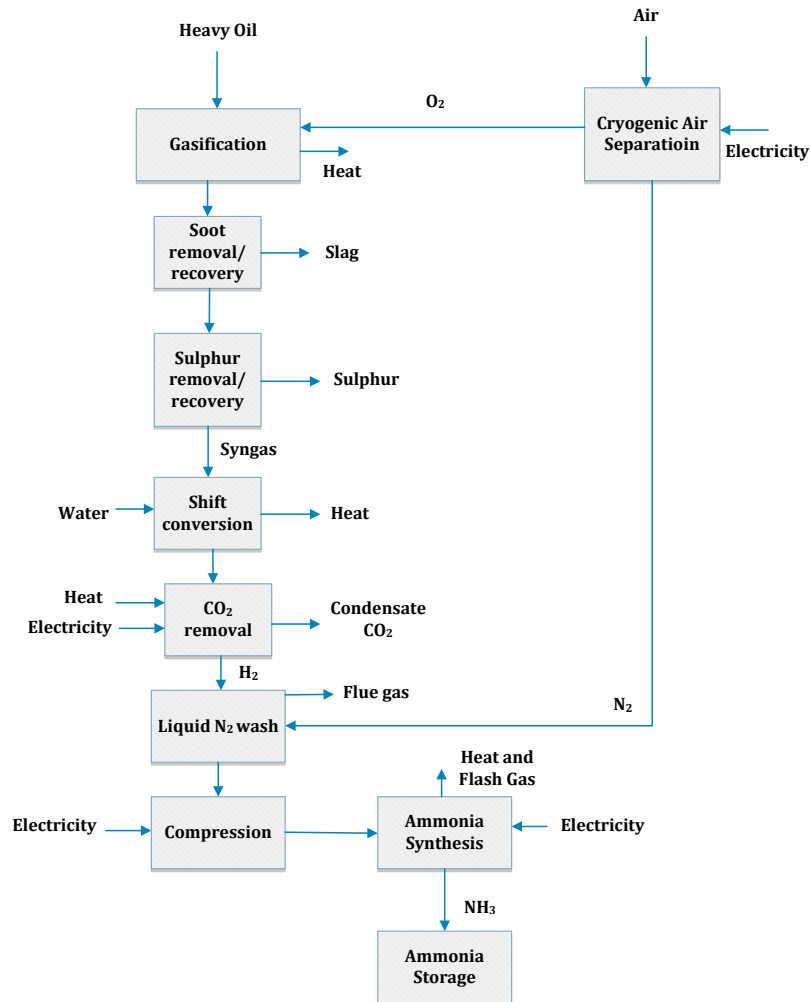 Heavy Oil
Air
O₂
Gasification
Cryogenic Air
Separatioin
Electricity
Heat
Soot
removal/
recovery
Slag
Sulphur
removal/
recovery
Sulphur
Syngas
Water
Shift
conversion
Heat
Heat
Electricity
CO₂
removal
Condensate
CO₂
H₂
Flue gas
N₂
Liquid N₂ wash
Heat and
Flash Gas
Electricity
Compression
Ammonia
Synthesis
Electricity
NH₃
Ammonia
Storage